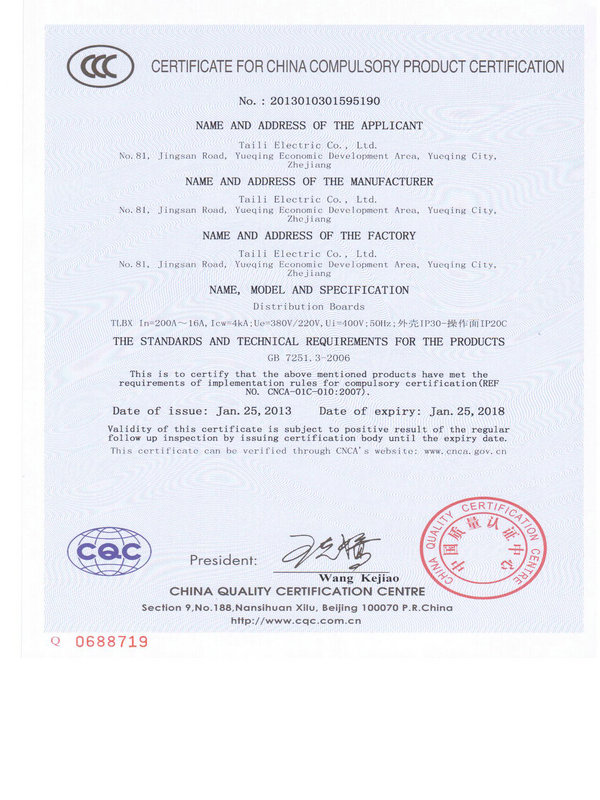 CCC
CERTIFICATE FOR CHINA COMPULSORY PRODUCT CERTIFICATION
No. : 2013010301595190
NAME AND ADDRESS OF THE APPLICANT
Taili Electric Co., Ltd.
No.81, Jingsan Road, Yueqing Economic Development Area, Yueqing City,
Zhejiang
NAME AND ADDRESS OF THE MANUFACTURER
Taili Electric Co., Ltd.
No.81, Jingsan Road, Yueqing Economic Development Area, Yueqing City,
Zhejiang
NAME AND ADDRESS OF THE FACTORY
Taili Electric Co., Ltd.
No.81, Jingsan Road, Yueqing Economic Development Area, Yueqing City,
Zhejiang
NAME, MODEL AND SPECIFICATION
Distribution Boards
TLBX In=200A～16A,Icw=4kA;Ue=380V/220V,Ui=400V;50Hz;外壳IP30-操作面IP20C
THE STANDARDS AND TECHNICAL REQUIREMENTS FOR THE PRODUCTS
GB 7251.3-2006
This is to certify that the above mentioned products have met the
requirements of implementation rules for compulsory certification(REF
NO. CNCA-01C-010:2007).
Date of issue: Jan.25,2013 Date of expiry: Jan.25,2018
Validity of this certificate is subject to positive result of the regular
follow up inspection by issuing certification body until the expiry date.
This certificate can be verified through CNCA's website: www.cnca.gov.cn
CQC
President:
Wang Kejiao
CHINA QUALITY CERTIFICATION CENTRE
中国质量认证中心
CHINA QUALITY CERTIFICATION CENTRE
Section 9,No.188,Nansihuan Xilu, Beijing 100070 P.R.China
http://www.cqc.com.cn
Q 0688719